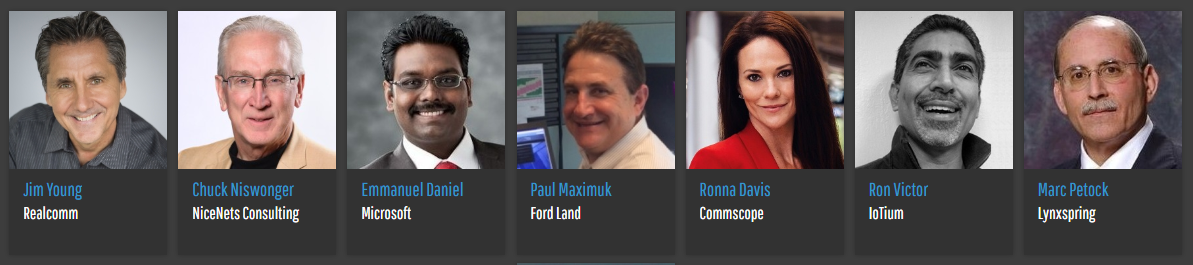 Jim Young
Realcomm
Chuck Niswonger
NiceNets Consulting
Emmanuel Daniel
Microsoft
Paul Maximuk
Ford Land
Ronna Davis
Commscope
Ron Victor
IoTium
Marc Petock
Lynxspring